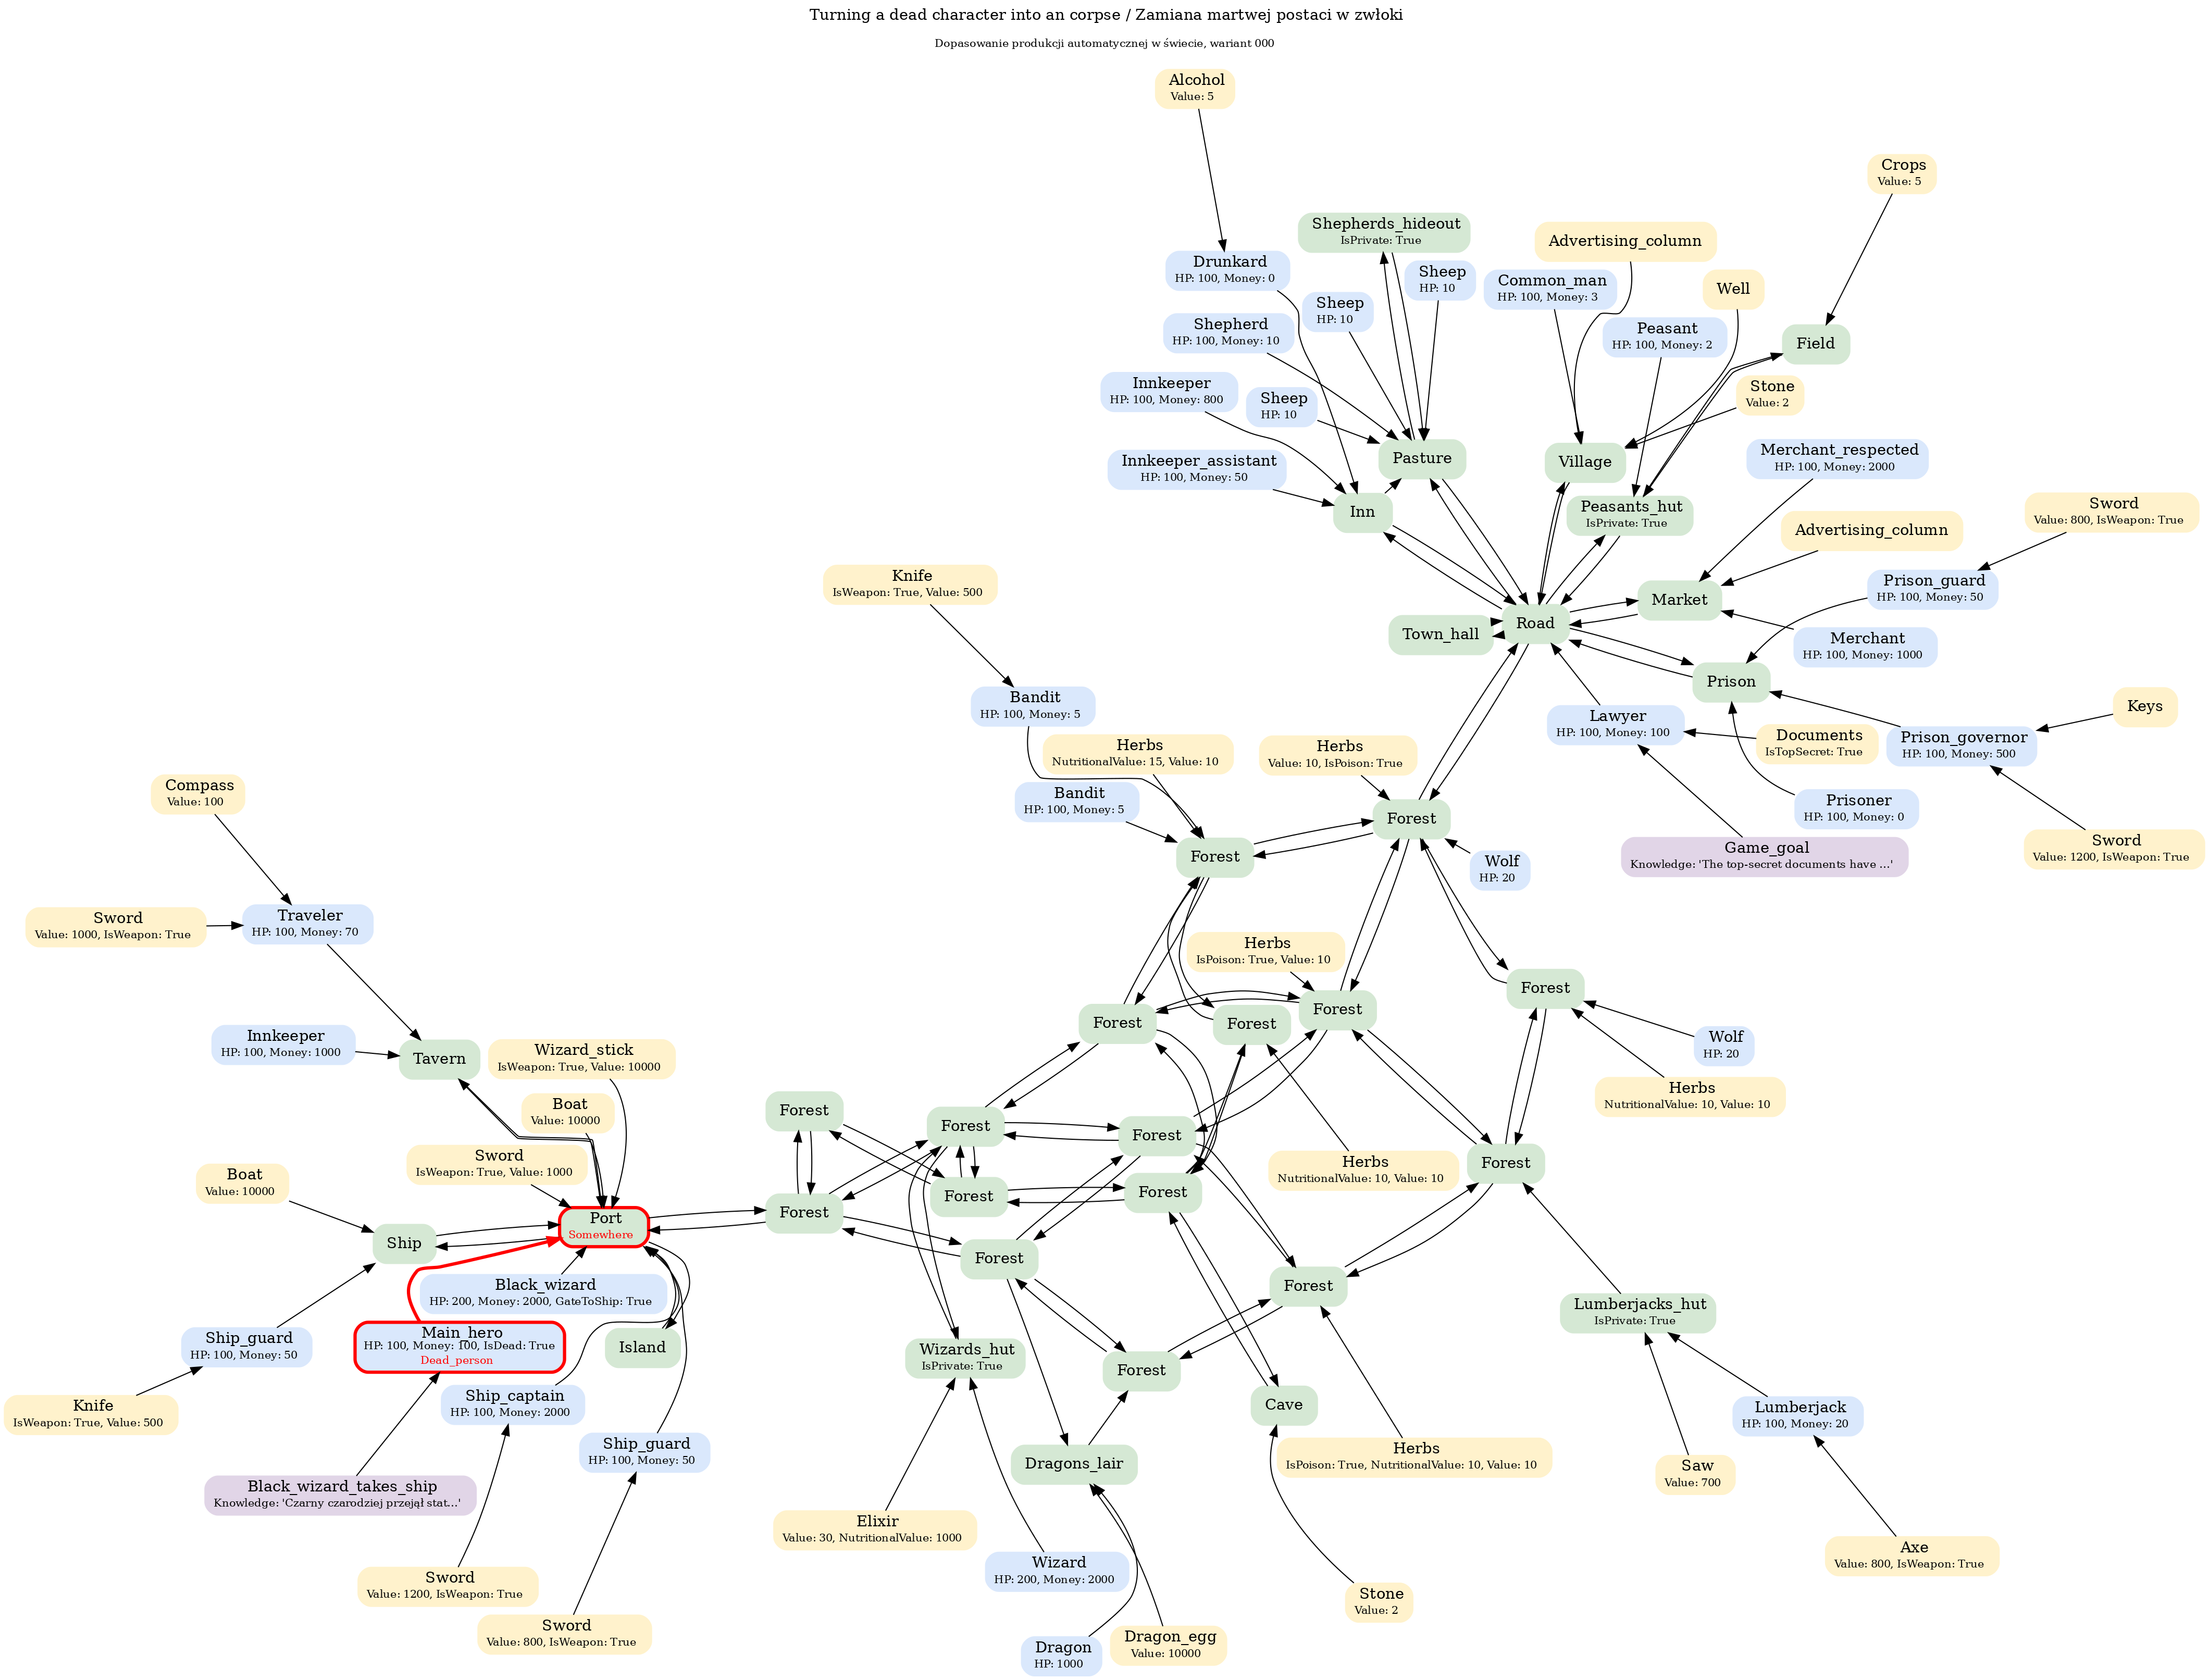 Turning a dead character into an corpse / Zamiana martwej postaci w zwłoki
Dopasowanie produkcji automatycznej w świecie, wariant 000
Alcohol
Value: 5
Crops
Value: 5
Shepherds_hideout
IsPrivate: True
Advertising_column
Drunkard
HP: 100, Money: 0
Sheep
HP: 10
Common_man
HP: 100, Money: 3
Well
Sheep
HP: 10
Shepherd
HP: 100, Money: 10
Peasant
HP: 100, Money: 2
Field
Innkeeper
HP: 100, Money: 800
Sheep
HP: 10
Stone
Value: 2
Innkeeper_assistant
HP: 100, Money: 50
Pasture
Village
Merchant_respected
HP: 100, Money: 2000
Inn
Peasants_hut
IsPrivate: True
Sword
Value: 800, IsWeapon: True
Advertising_column
Knife
IsWeapon: True, Value: 500
Prison_guard
HP: 100, Money: 50
Market
Road
Town_hall
Merchant
HP: 100, Money: 1000
Prison
Bandit
HP: 100, Money: 5
Keys
Lawyer
HP: 100, Money: 100
Documents
IsTopSecret: True
Prison_governor
HP: 100, Money: 500
Herbs
NutritionalValue: 15, Value: 10
Herbs
Value: 10, IsPoison: True
Compass
Value: 100
Bandit
HP: 100, Money: 5
Prisoner
HP: 100, Money: 0
Forest
Forest
Game_goal
Knowledge: 'The top-secret documents have ...'
Sword
Value: 1200, IsWeapon: True
Wolf
HP: 20
Sword
Value: 1000, IsWeapon: True
Traveler
HP: 100, Money: 70
Herbs
IsPoison: True, Value: 10
Forest
Forest
Forest
Forest
Innkeeper
HP: 100, Money: 1000
Tavern
Wizard_stick
IsWeapon: True, Value: 10000
Wolf
HP: 20
Herbs
NutritionalValue: 10, Value: 10
Boat
Value: 10000
Forest
Forest
Forest
Sword
IsWeapon: True, Value: 1000
Herbs
NutritionalValue: 10, Value: 10
Forest
Boat
Value: 10000
Forest
Forest
Port
Somewhere
Forest
Ship
Forest
Black_wizard
HP: 200, Money: 2000, GateToShip: True
Forest
Lumberjacks_hut
IsPrivate: True
Ship_guard
HP: 100, Money: 50
Main_hero
HP: 100, Money: 100, IsDead: True
Dead_person
Island
Wizards_hut
IsPrivate: True
Forest
Knife
IsWeapon: True, Value: 500
Ship_captain
HP: 100, Money: 2000
Cave
Lumberjack
HP: 100, Money: 20
Ship_guard
HP: 100, Money: 50
Dragons_lair
Herbs
IsPoison: True, NutritionalValue: 10, Value: 10
Saw
Value: 700
Black_wizard_takes_ship
Knowledge: 'Czarny czarodziej przejął stat...'
Elixir
Value: 30, NutritionalValue: 1000
Axe
Value: 800, IsWeapon: True
Wizard
HP: 200, Money: 2000
Sword
Value: 1200, IsWeapon: True
Stone
Value: 2
Sword
Value: 800, IsWeapon: True
Dragon
HP: 1000
Dragon_egg
Value: 10000